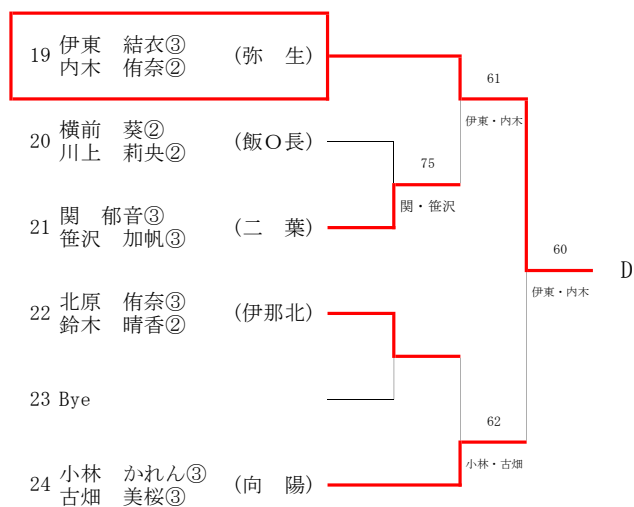 19 伊東　結衣③ (弥　生)
内木　侑奈②
61
伊東・内木
20 横前　葵② (飯O長)
川上　莉央②
75
関・笹沢
21 関　郁音③ (二　葉)
笹沢　加帆③
60
D
伊東・内木
22 北原　侑奈③ (伊那北)
鈴木　晴香②
23 Bye
62
小林・古畑
24 小林　かれん③ (向　陽)
古畑　美桜③